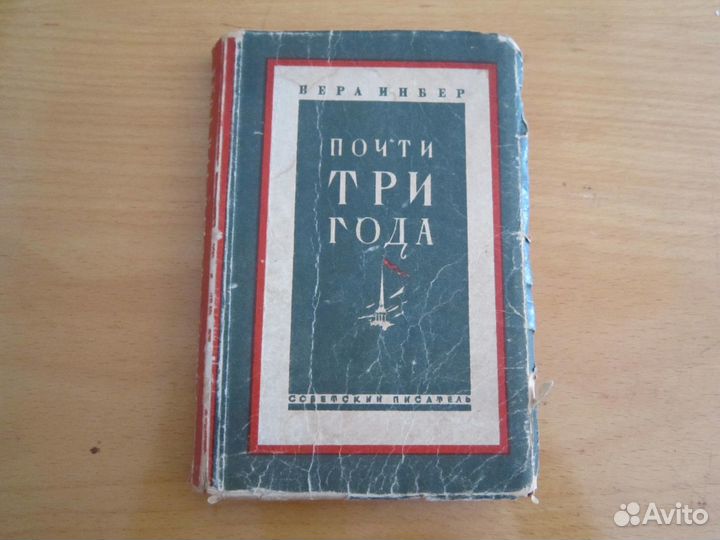 ВЕРА ИНБЕР
ПОЧТИ
ТРИ
ГОДА
СОВЕТСКИЙ ПИСАТЕЛЬ
Avito